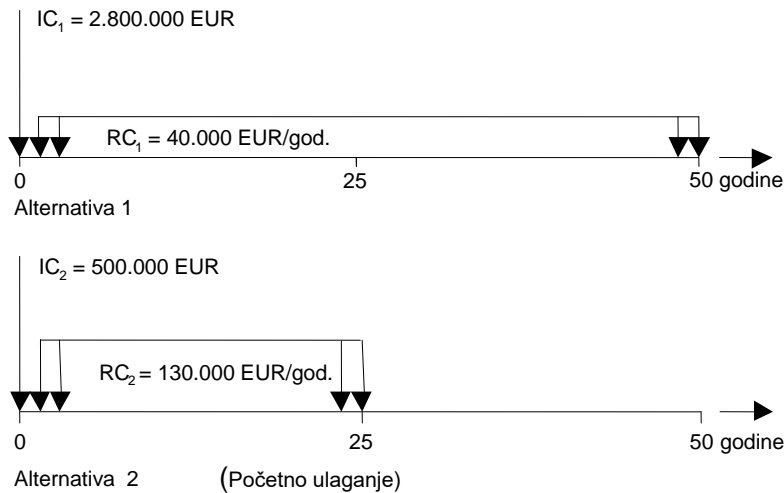 IC₁ = 2.800.000 EUR
RC₁ = 40.000 EUR/god.
0 25 50 godine
Alternativa 1
IC₂ = 500.000 EUR
RC₂ = 130.000 EUR/god.
0 25 50 godine
Alternativa 2 (Početno ulaganje)